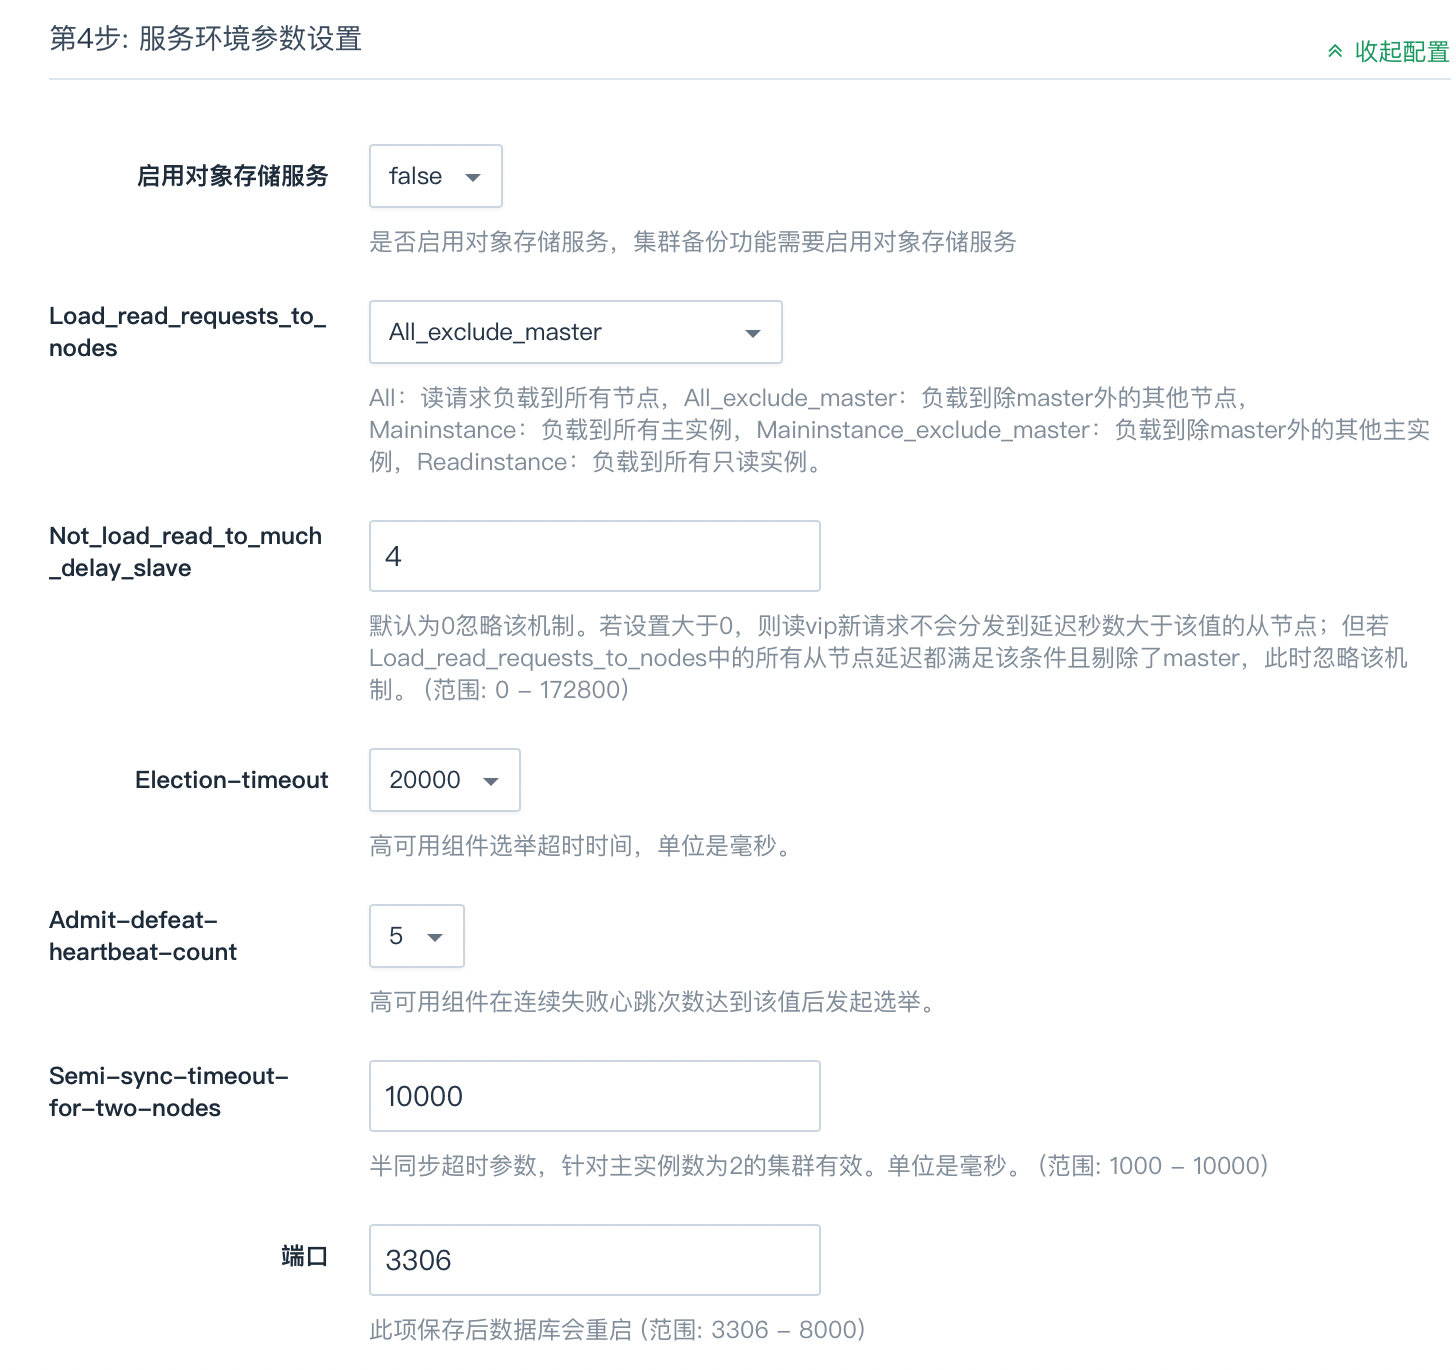 第4步: 服务环境参数设置
收起配置
启用对象存储服务
false
是否启用对象存储服务，集群备份功能需要启用对象存储服务
Load_read_requests_to_
nodes
All_exclude_master
All：读请求负载到所有节点，All_exclude_master：负载到除master外的其他节点，
Maininstance：负载到所有主实例，Maininstance_exclude_master：负载到除master外的其他主实
例，Readinstance：负载到所有只读实例。
Not_load_read_to_much
_delay_slave
4
默认为0忽略该机制。若设置大于0，则读vip新请求不会分发到延迟秒数大于该值的从节点；但若
Load_read_requests_to_nodes中的所有从节点延迟都满足该条件且剔除了master，此时忽略该机
制。（范围: 0 – 172800）
Election–timeout
20000
高可用组件选举超时时间，单位是毫秒。
Admit–defeat–
heartbeat–count
5
高可用组件在连续失败心跳次数达到该值后发起选举。
Semi–sync–timeout–
for–two–nodes
10000
半同步超时参数，针对主实例数为2的集群有效。单位是毫秒。（范围: 1000 – 10000）
端口
3306
此项保存后数据库会重启 (范围: 3306 – 8000)